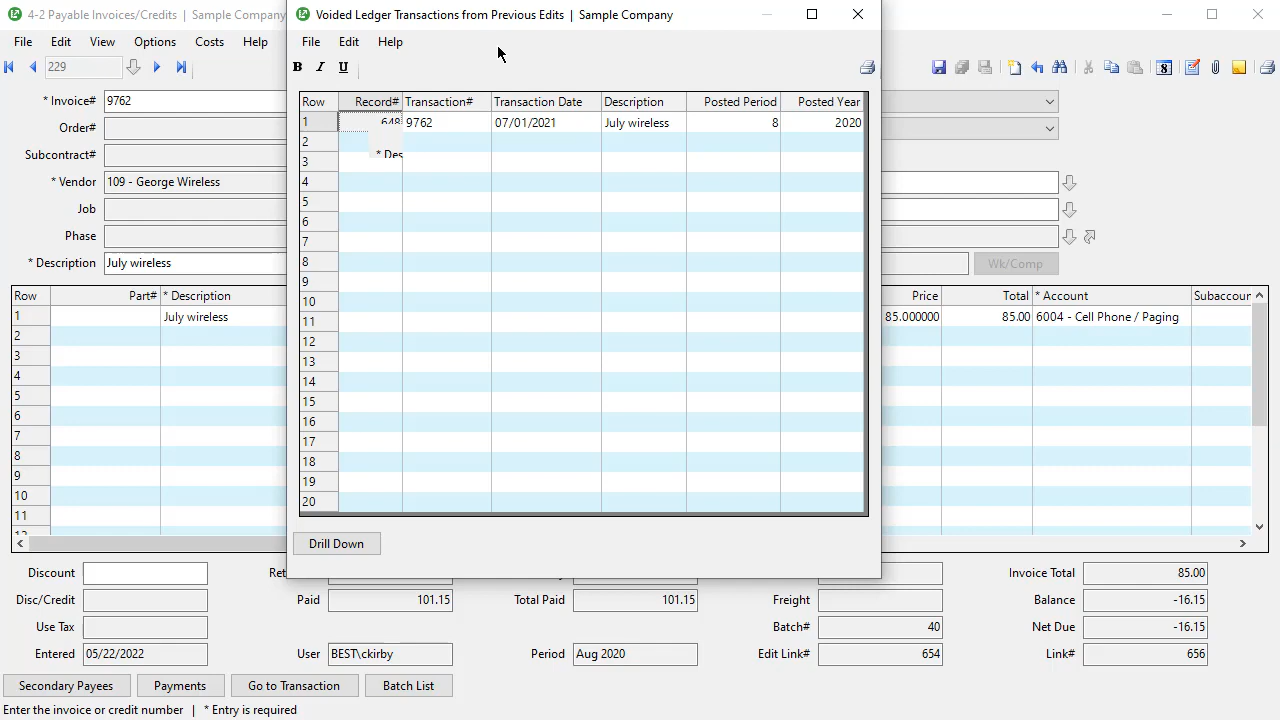 4-2 Payable Invoices/Credits | Sample Company
Voided Ledger Transactions from Previous Edits | Sample Company
File Edit View Options Costs Help
File Edit Help
229
B I U
8
* Invoice# 9762
Order#
Subcontract#
* Vendor 109 - George Wireless
Job
Phase
* Description July wireless
Wk/Comp
Row Record# Transaction# Transaction Date Description Posted Period Posted Year
1 648 9762 07/01/2021 July wireless 8 2020
2
3 * Des
4
5
6
7
8
9
10
11
12
13
14
15
16
17
18
19
20
Drill Down
Row Part# * Description Price Total * Account Subaccour
1 July wireless 85.000000 85.00 6004 - Cell Phone / Paging
2
3
4
5
6
7
8
9
10
11
Discount Invoice Total 85.00
Disc/Credit Paid 101.15 Total Paid 101.15 Freight Balance -16.15
Use Tax Batch# 40 Net Due -16.15
Entered 05/22/2022 User BEST\ckirby Period Aug 2020 Edit Link# 654 Link# 656
Secondary Payees Payments Go to Transaction Batch List
Enter the invoice or credit number | * Entry is required